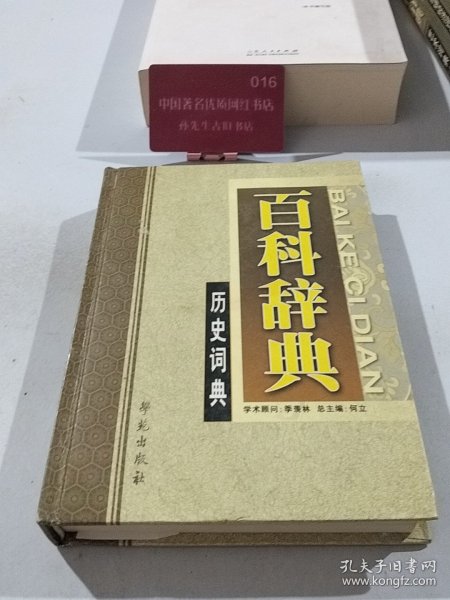 016
中国著名优质网红书店
孙先生古旧书店
百科辞典
BAI KE CI DIAN
历史词典
学术顾问:季羡林 总主编:何立
学苑出版社
孔夫子旧书网
www.kongfz.com